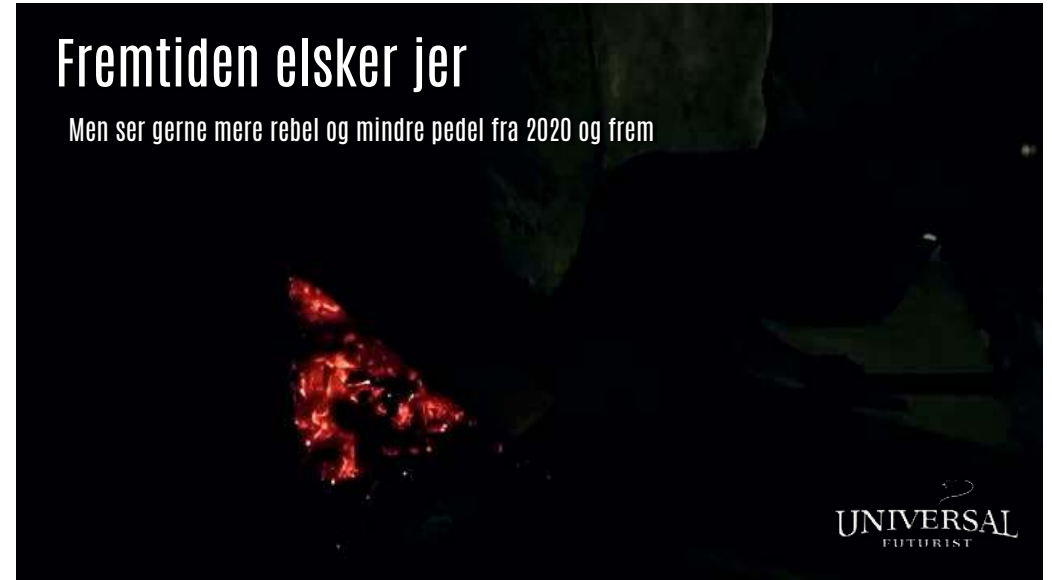 Fremtiden elsker jer
Men ser gerne mere rebel og mindre pedel fra 2020 og frem
UNIVERSAL
FUTURIST